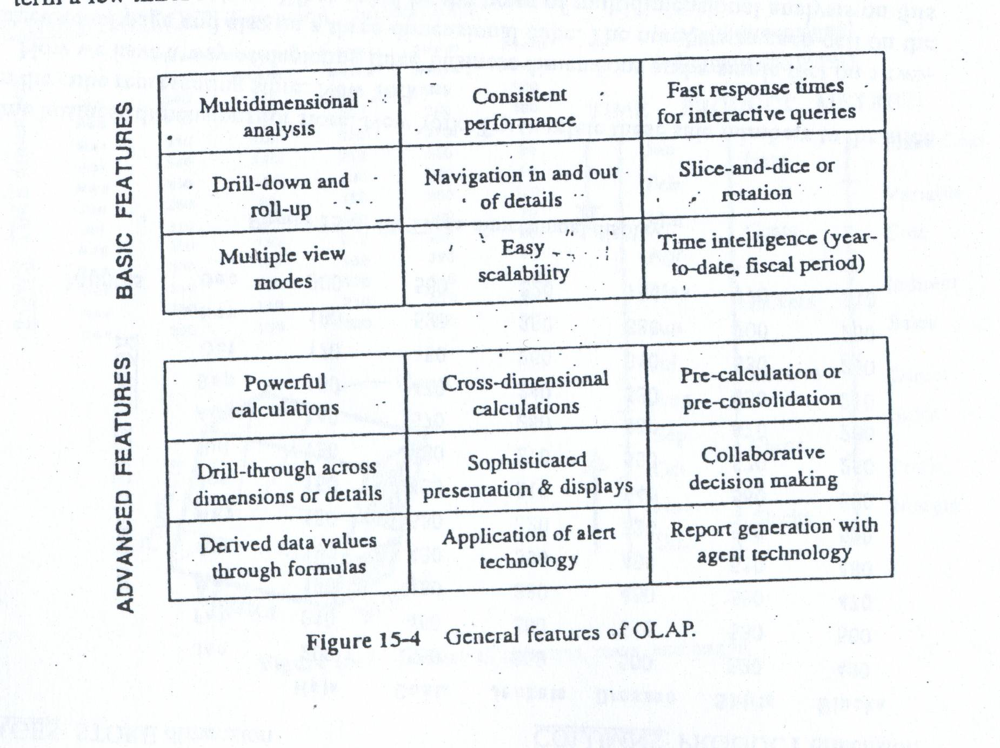 term a few
BASIC FEATURES
Multidimensional
analysis
Consistent
performance
Fast response times
for interactive queries
Drill-down and
roll-up
Navigation in and out
of details
Slice-and-dice or
rotation
Multiple view
modes
Easy
scalability
Time intelligence (year-
to-date, fiscal period)
ADVANCED FEATURES
Powerful
calculations
Cross-dimensional
calculations
Pre-calculation or
pre-consolidation
Drill-through across
dimensions or details
Sophisticated
presentation & displays
Collaborative
decision making
Derived data values
through formulas
Application of alert
technology
Report generation with
agent technology
Figure 15-4 General features of OLAP.